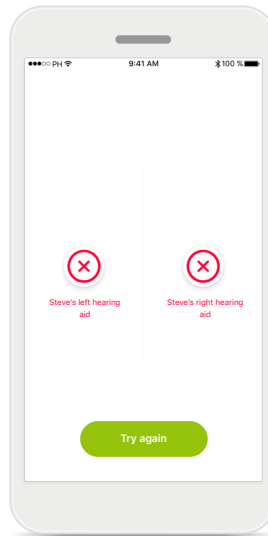 PH 9:41 AM 100 %
Steve's left hearing
aid
Steve's right hearing
aid
Try again